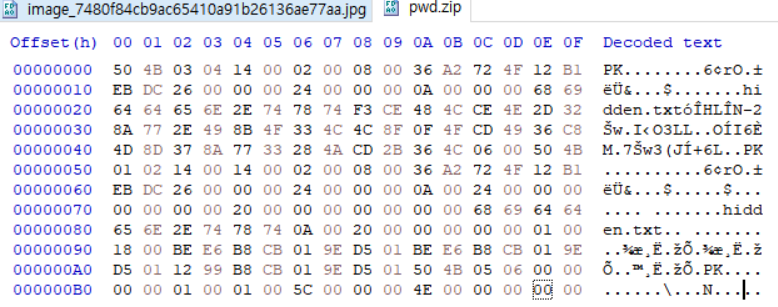 image_7480f84cb9ac65410a91b26136ae77aa.jpg pwd.zip
Offset(h) 00 01 02 03 04 05 06 07 08 09 0A 0B 0C 0D 0E 0F Decoded text
00000000 50 4B 03 04 14 00 02 00 08 00 36 A2 72 4F 12 B1 PK........6¢rO.±
00000010 EB DC 26 00 00 00 24 00 00 00 0A 00 00 00 68 69 ëÜ&...$.......hi
00000020 64 64 65 6E 2E 74 78 74 F3 CE 48 4C CE 4E 2D 32 dden.txtóÎHLÎN-2
00000030 8A 77 2E 49 8B 4F 33 4C 4C 8F 0F 4F CD 49 36 C8 Šw.I‹O3LL..OÍI6È
00000040 4D 8D 37 8A 77 33 28 4A CD 2B 36 4C 06 00 50 4B M.7Šw3(JÍ+6L..PK
00000050 01 02 14 00 14 00 02 00 08 00 36 A2 72 4F 12 B1 ........6¢rO.±
00000060 EB DC 26 00 00 00 24 00 00 00 0A 00 24 00 00 00 ëÜ&...$.....$...
00000070 00 00 00 00 20 00 00 00 00 00 00 00 68 69 64 64 .... .......hidd
00000080 65 6E 2E 74 78 74 0A 00 20 00 00 00 00 00 01 00 en.txt.. .......
00000090 18 00 BE E6 B8 CB 01 9E D5 01 BE E6 B8 CB 01 9E ..¾æ¸Ë.žÕ.¾æ¸Ë.ž
000000A0 D5 01 12 99 B8 CB 01 9E D5 01 50 4B 05 06 00 00 Õ..™¸Ë.žÕ.PK....
000000B0 00 00 01 00 01 00 5C 00 00 00 4E 00 00 00 00 00 ......\...N.....